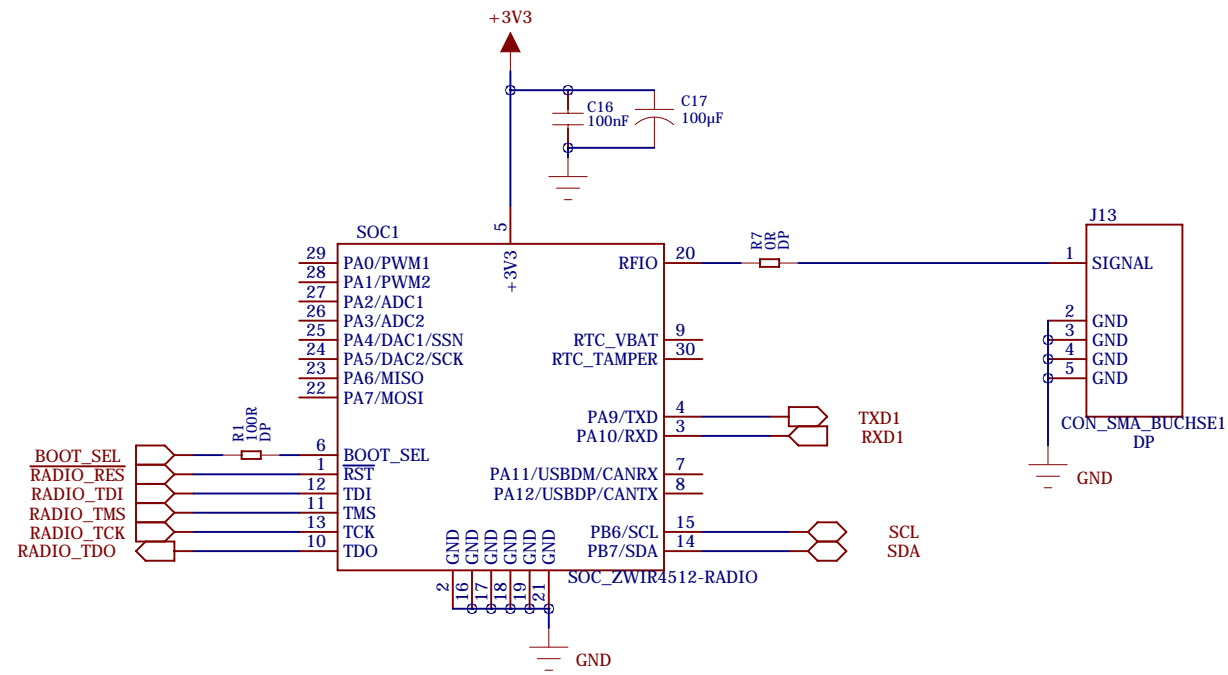 +3V3
C16
100nF
C17
100µF
SOC1
5
+3V3
29 PA0/PWM1
28 PA1/PWM2
27 PA2/ADC1
26 PA3/ADC2
25 PA4/DAC1/SSN
24 PA5/DAC2/SCK
23 PA6/MISO
22 PA7/MOSI
BOOT_SEL
R1
100R
DP
6 BOOT_SEL
RADIO_RES 1 RST
RADIO_TDI 12 TDI
RADIO_TMS 11 TMS
RADIO_TCK 13 TCK
RADIO_TDO 10 TDO
RFIO 20
R7
0R
DP
RTC_VBAT 9
RTC_TAMPER 30
PA9/TXD 4 TXD1
PA10/RXD 3 RXD1
PA11/USBDM/CANRX 7
PA12/USBDP/CANTX 8
PB6/SCL 15 SCL
PB7/SDA 14 SDA
GND GND GND GND GND GND
2 16 17 18 19 21
SOC_ZWIR4512-RADIO
GND
J13
1 SIGNAL
2 GND
3 GND
4 GND
5 GND
CON_SMA_BUCHSE1
DP
GND